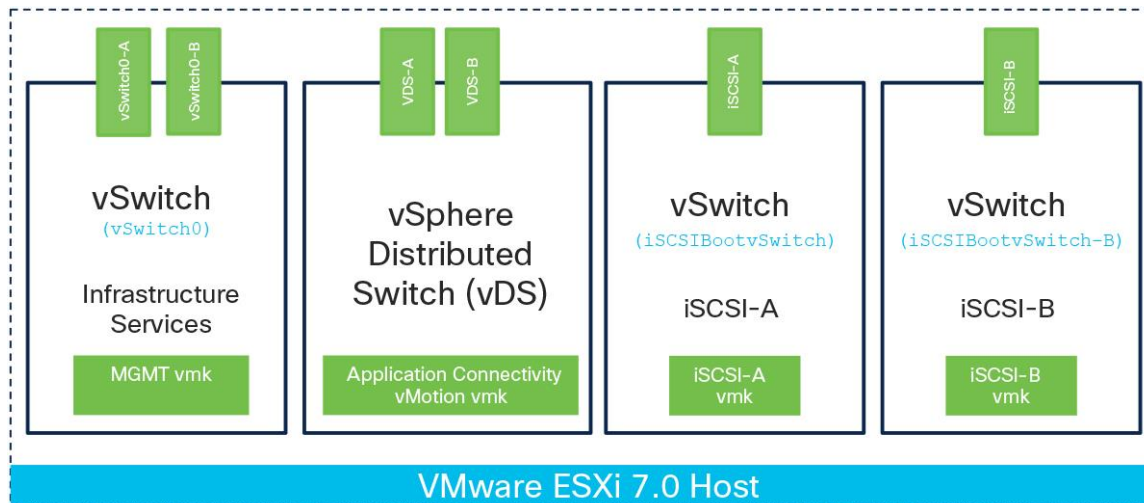 vSwitch0-A
vSwitch0-B
vSwitch
(vSwitch0)
Infrastructure
Services
MGMT vmk
VDS-A
VDS-B
vSphere
Distributed
Switch (vDS)
Application Connectivity
vMotion vmk
iSCSI-A
vSwitch
(iSCSIBootvSwitch)
iSCSI-A
iSCSI-A
vmk
iSCSI-B
vSwitch
(iSCSIBootvSwitch-B)
iSCSI-B
iSCSI-B
vmk
VMware ESXi 7.0 Host